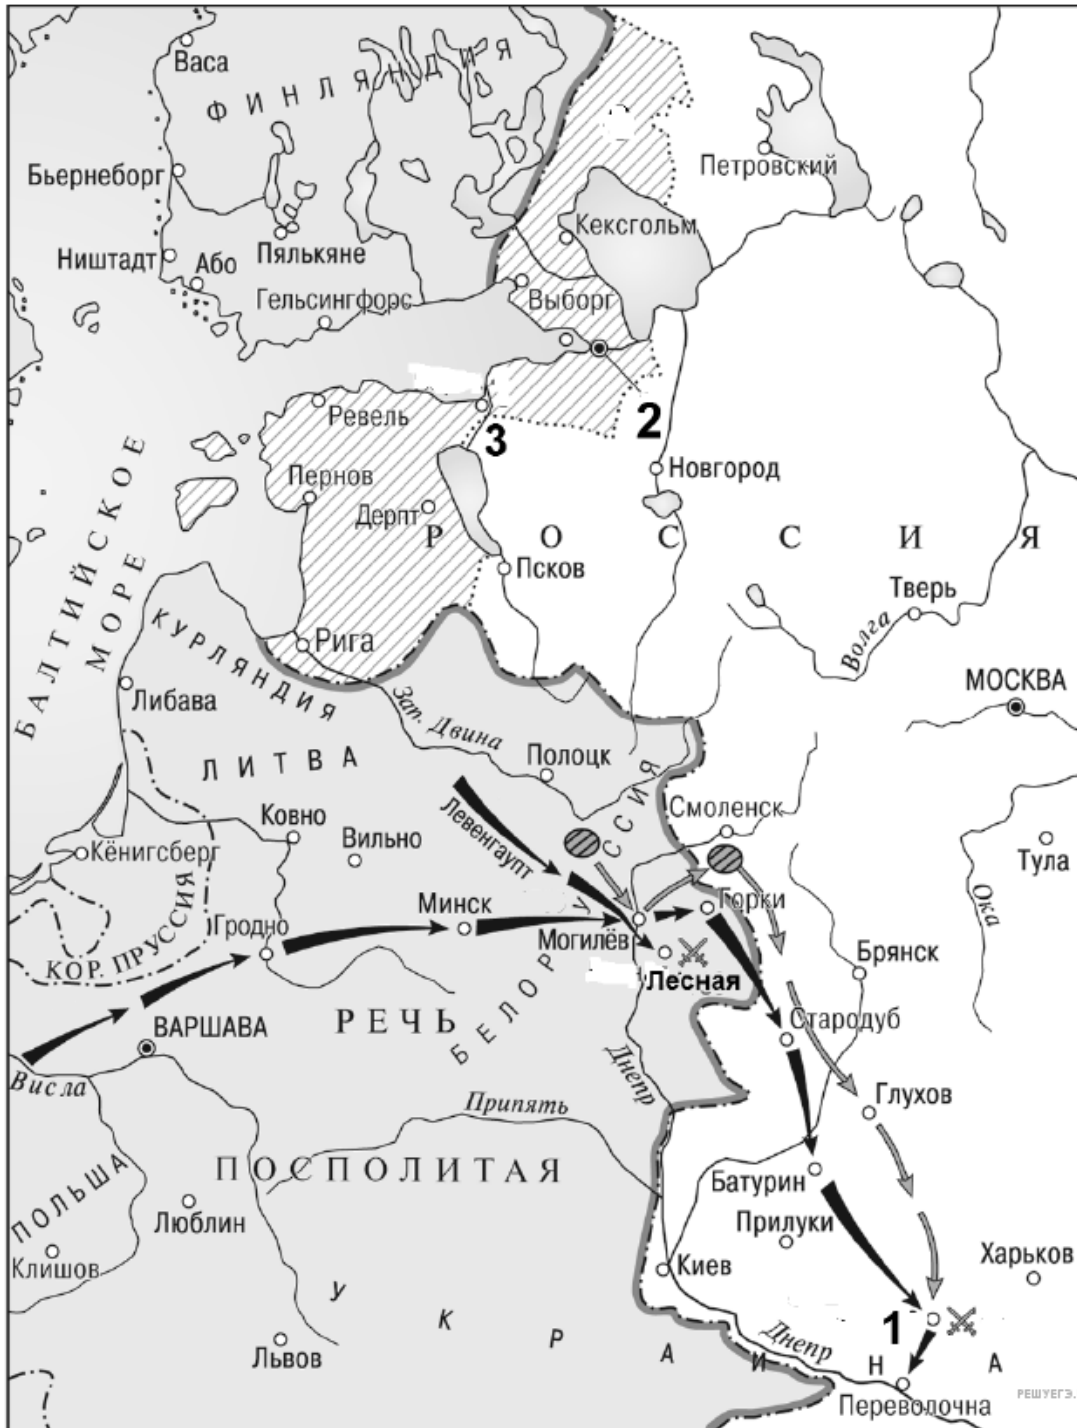 Васа
ФИНЛЯНДИЯ
Петровский
Бьернеборг
Кексгольм
Ништадт
Або
Пялькяне
Гельсингфорс
Выборг
2
Ревель
3
Новгород
Пернов
Дерпт
РОССИЯ
Псков
БАЛТИЙСКОЕ
МОРЕ
Тверь
Волга
КУРЛЯНДИЯ
Рига
МОСКВА
Либава
Зап. Двина
ЛИТВА
Полоцк
Смоленск
Ковно
Вильно
Левенгаупт
Кёнигсберг
Тула
Ока
КОР. ПРУССИЯ
Гродно
Минск
Могилёв
Горки
Брянск
Лесная
БЕЛОРУССИЯ
ВАРШАВА
РЕЧЬ
Стародуб
Висла
Днепр
Припять
Глухов
ПОСПОЛИТАЯ
ПОЛЬША
Люблин
Батурин
Прилуки
Клишов
Киев
Харьков
УКРАИНА
1
Днепр
Львов
Переволочна
РЕШУЕГЭ.